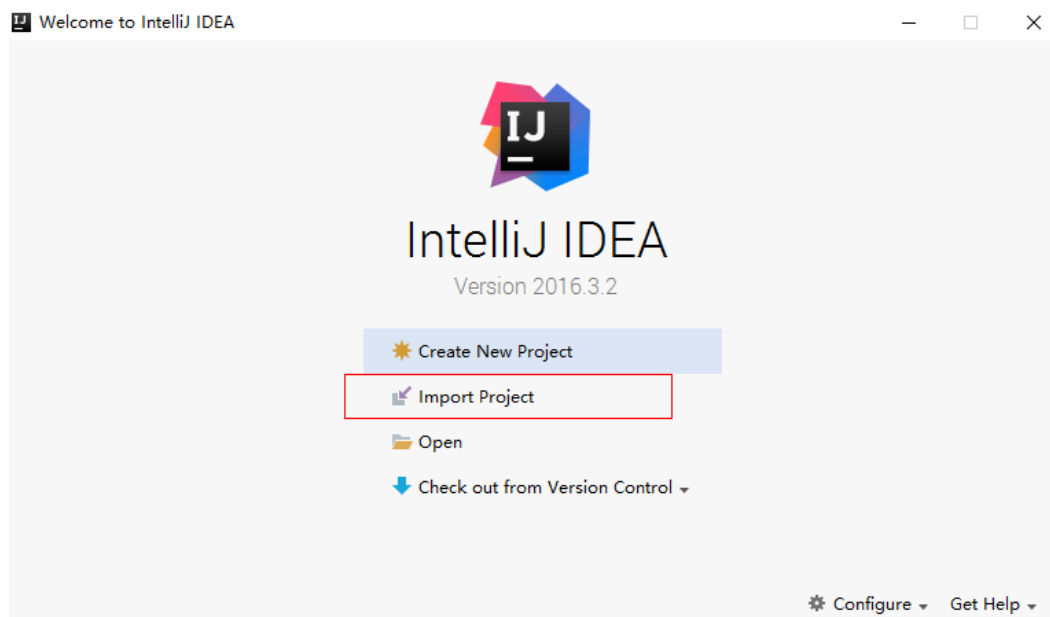 Welcome to IntelliJ IDEA
IJ
IntelliJ IDEA
Version 2016.3.2
Create New Project
Import Project
Open
Check out from Version Control
Configure Get Help